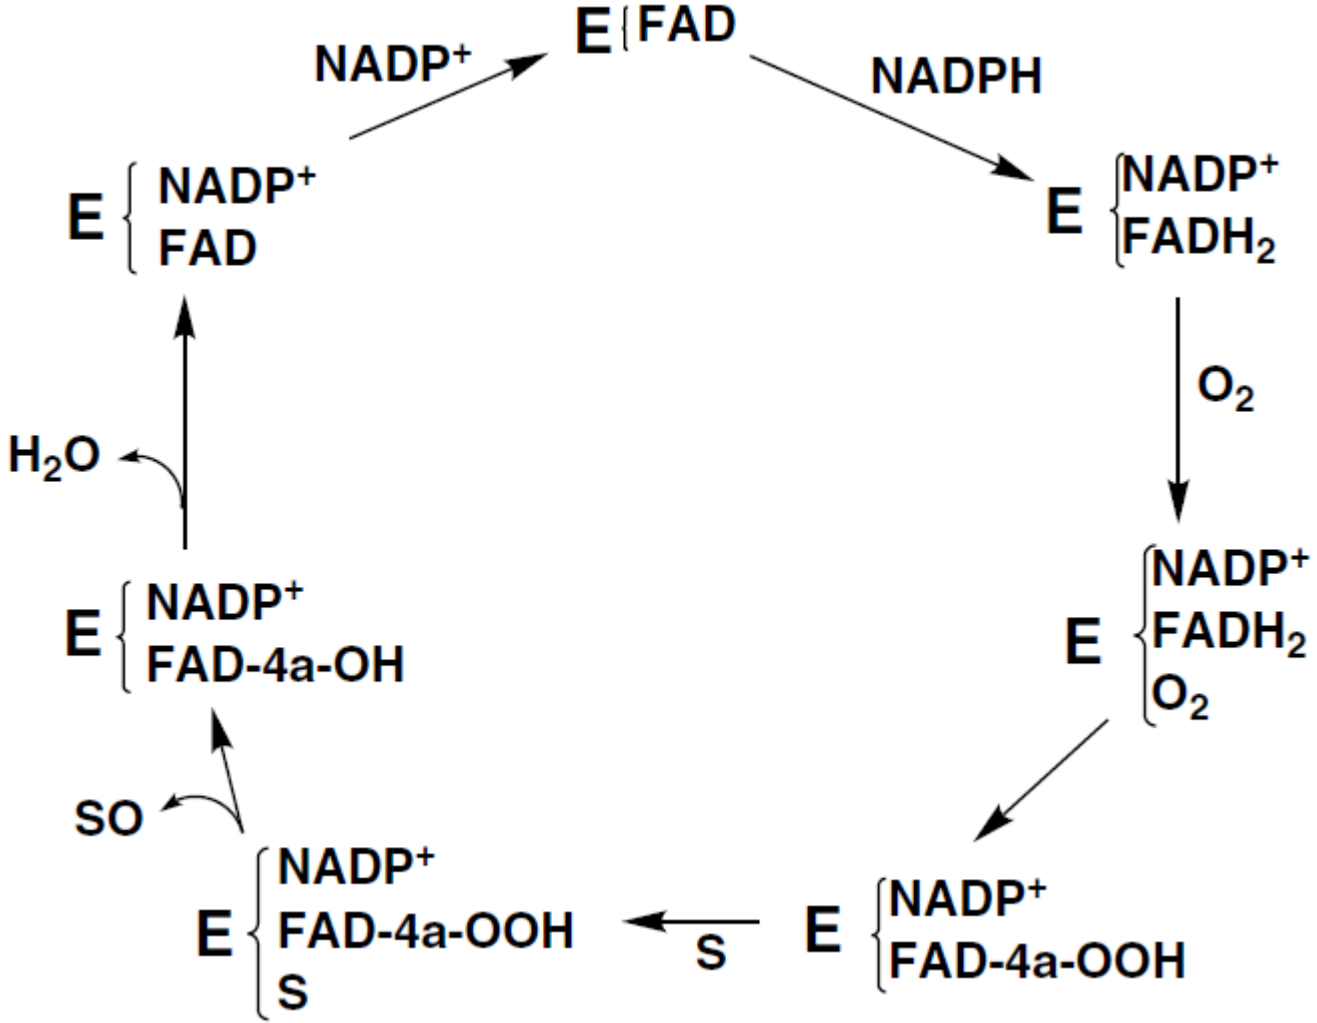 E { FAD
NADPH
E { NADP⁺
FADH₂
O₂
E { NADP⁺
FADH₂
O₂
E { NADP⁺
FAD-4a-OOH
S
E { NADP⁺
FAD-4a-OOH
S
SO
E { NADP⁺
FAD-4a-OH
H₂O
E { NADP⁺
FAD
NADP⁺